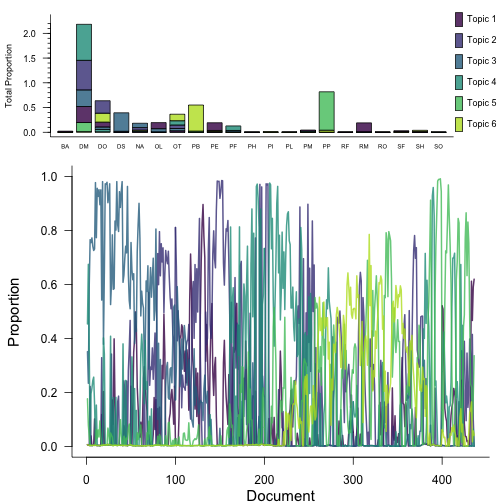 Total Proportion
2.0
1.5
1.0
0.5
0.0
BA DM DO DS NA OL OT PB PE PF PH PI PL PM PP RF RM RO SF SH SO
Topic 1
Topic 2
Topic 3
Topic 4
Topic 5
Topic 6
Proportion
1.0
0.8
0.6
0.4
0.2
0.0
0 100 200 300 400
Document